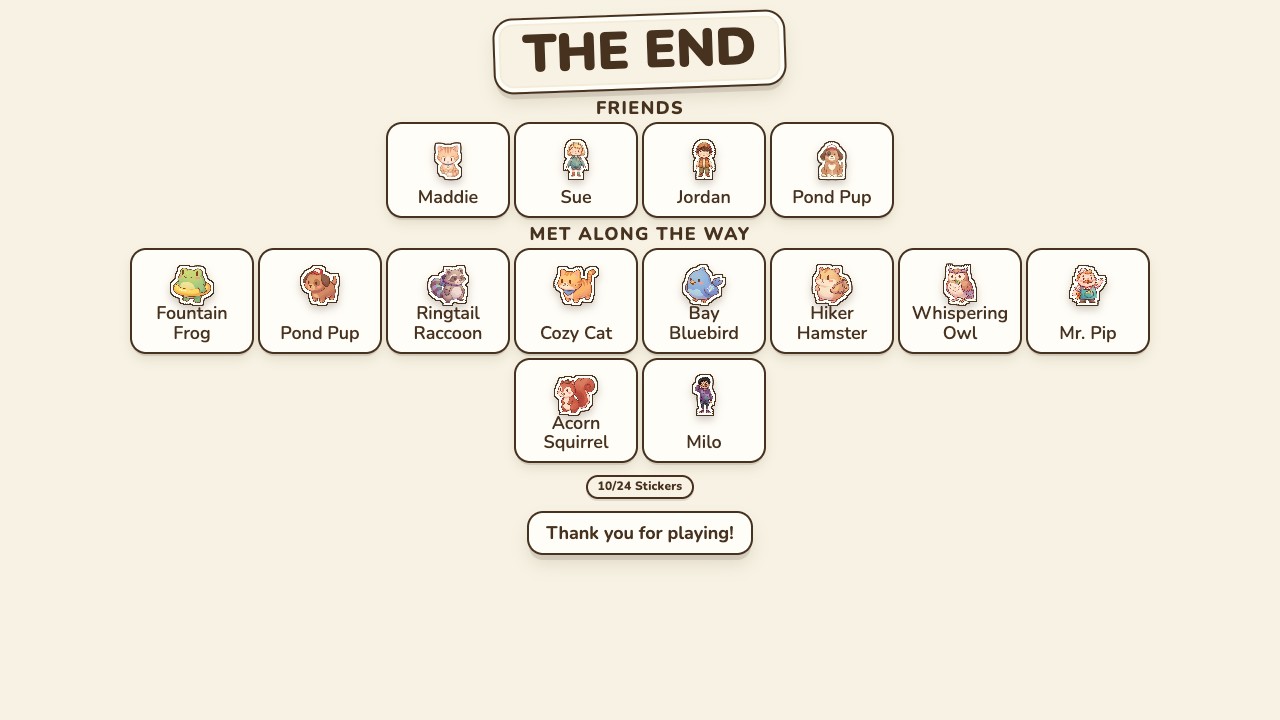 THE END
FRIENDS
Maddie
Sue
Jordan
Pond Pup
MET ALONG THE WAY
Fountain
Frog
Pond Pup
Ringtail
Raccoon
Cozy Cat
Bay
Bluebird
Hiker
Hamster
Whispering
Owl
Mr. Pip
Acorn
Squirrel
Milo
10/24 Stickers
Thank you for playing!